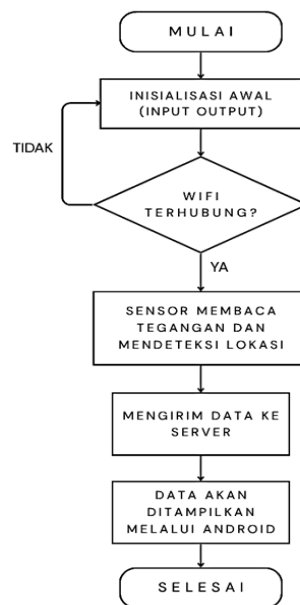 MULAI
INISIALISASI AWAL
(INPUT OUTPUT)
TIDAK
WIFI
TERHUBUNG?
YA
SENSOR MEMBACA
TEGANGAN DAN
MENDETEKSI LOKASI
MENGIRIM DATA KE
SERVER
DATA AKAN
DITAMPILKAN
MELALUI ANDROID
SELESAI